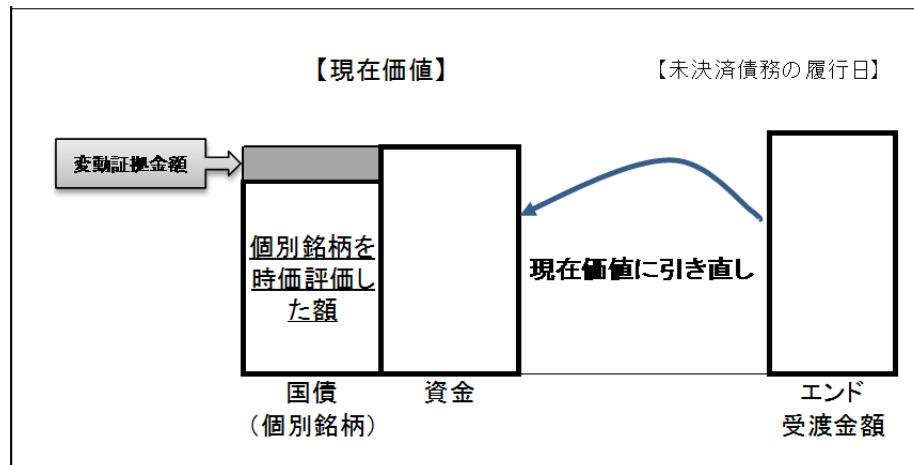 【現在価値】
【未決済債務の履行日】
変動証拠金額
個別銘柄を
時価評価し
た額
現在価値に引き直し
国債
（個別銘柄）
資金
エンド
受渡金額